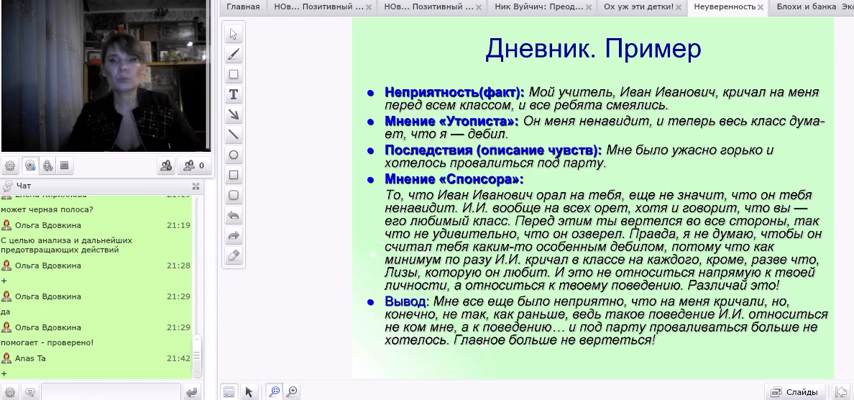 Главная
НОв... Позитивный ...
НОв... Позитивный ...
Ник Вуйчич: Преод...
Ох уж эти детки!
Неуверенность
Блохи и банка
Экс
0
Чат
21:19
может черная полоса?
Ольга Вдовкина 21:19
С целью анализа и дальнейших
предотвращающих действий
Ольга Вдовкина 21:28
+
Ольга Вдовкина 21:29
да
Ольга Вдовкина 21:29
помогает - проверено!
Anas Ta 21:42
+
T
Дневник. Пример
Неприятность(факт): Мой учитель, Иван Иванович, кричал на меня
перед всем классом, и все ребята смеялись.
Мнение «Утописта»: Он меня ненавидит, и теперь весь класс дума-
ет, что я — дебил.
Последствия (описание чувств): Мне было ужасно горько и
хотелось провалиться под парту.
Мнение «Спонсора»:
То, что Иван Иванович орал на тебя, еще не значит, что он тебя
ненавидит. И.И. вообще на всех орет, хотя и говорит, что вы —
его любимый класс. Перед этим ты вертелся во все стороны, так
что не удивительно, что он озверел. Правда, я не думаю, чтобы он
считал тебя каким-то особенным дебилом, потому что как
минимум по разу И.И. кричал в классе на каждого, кроме, разве что,
Лизы, которую он любит. И это не относиться напрямую к твоей
личности, а относиться к твоему поведению. Различай это!
Вывод: Мне все еще было неприятно, что на меня кричали, но,
конечно, не так, как раньше, ведь такое поведение И.И. относиться
не ком мне, а к поведению... и под парту проваливаться больше не
хотелось. Главное больше не вертеться!
Слайды